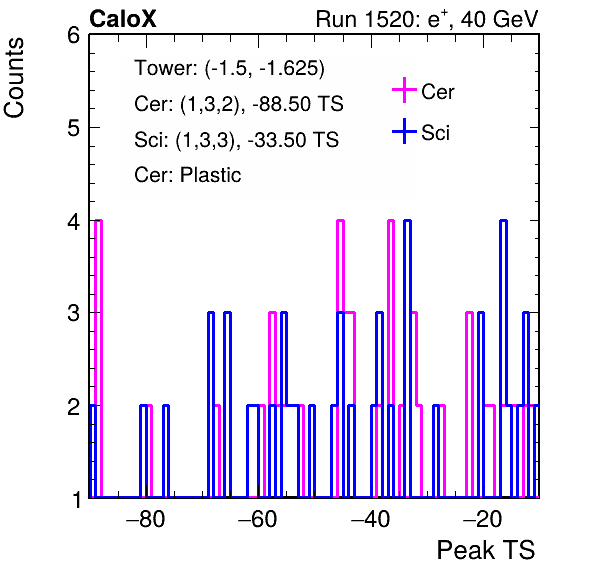 CaloX Run 1520: e⁺, 40 GeV
Counts
6
Tower: (-1.5, -1.625)
Cer: (1,3,2), -88.50 TS
Sci: (1,3,3), -33.50 TS
Cer: Plastic
Cer
Sci
5
4
3
2
1
−80 −60 −40 −20
Peak TS